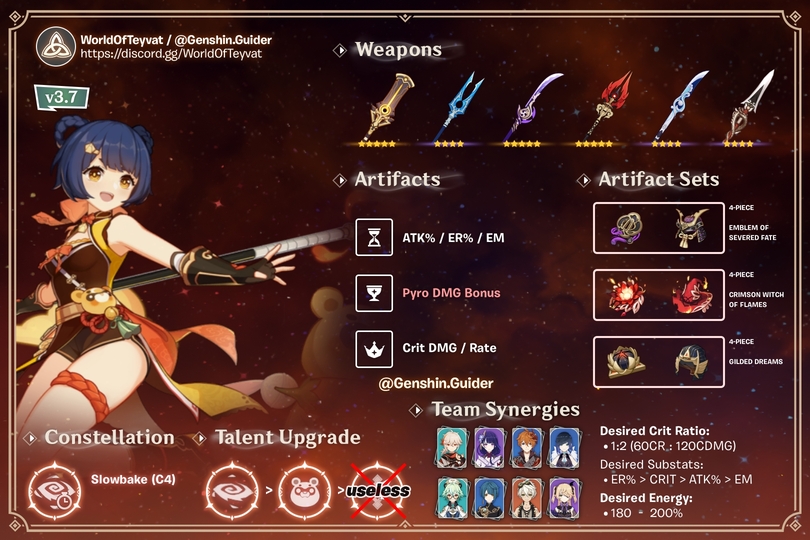 WorldOfTeyvat / @Genshin.Guider
https://discord.gg/WorldOfTeyvat
v3.7
Weapons
Artifacts
ATK% / ER% / EM
Pyro DMG Bonus
Crit DMG / Rate
@Genshin.Guider
Artifact Sets
4-PIECE
EMBLEM OF
SEVERED FATE
4-PIECE
CRIMSON WITCH
OF FLAMES
4-PIECE
GILDED DREAMS
Constellation
Slowbake (C4)
Talent Upgrade
> > useless
Team Synergies
Desired Crit Ratio:
• 1:2 (60CR : 120CDMG)
Desired Substats:
• ER% > CRIT > ATK% > EM
Desired Energy:
• 180 - 200%